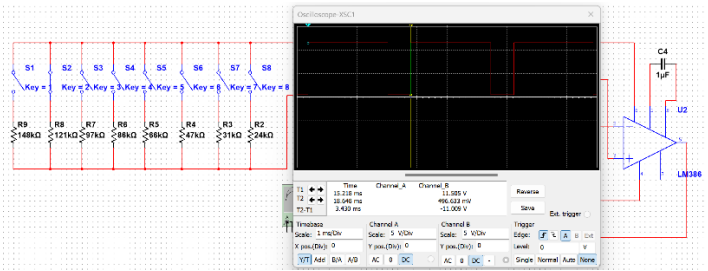 Oscilloscope-XSC1
S1
S2
S3
S4
S5
S6
S7
S8
Key = 1
Key = 2
Key = 3
Key = 4
Key = 5
Key = 6
Key = 7
Key = 8
R9
148kΩ
R8
121kΩ
R7
97kΩ
R6
86kΩ
R5
66kΩ
R4
47kΩ
R3
31kΩ
R2
24kΩ
C4
1µF
U2
LM386
Time Channel_A Channel_B
T1 15.218 ms 11.505 V
T2 18.648 ms 496.633 mV
T2-T1 3.430 ms -11.009 V
Reverse
Save
Ext. trigger
Timebase
Scale: 1 ms/Div
X pos.(Div): 0
Y/T Add B/A A/B
Channel A
Scale: 5 V/Div
Y pos.(Div): 0
AC 0 DC
Channel B
Scale: 5 V/Div
Y pos.(Div): 0
AC 0 DC -
Trigger
Edge: A B Ext
Level: 0 V
Single Normal Auto None